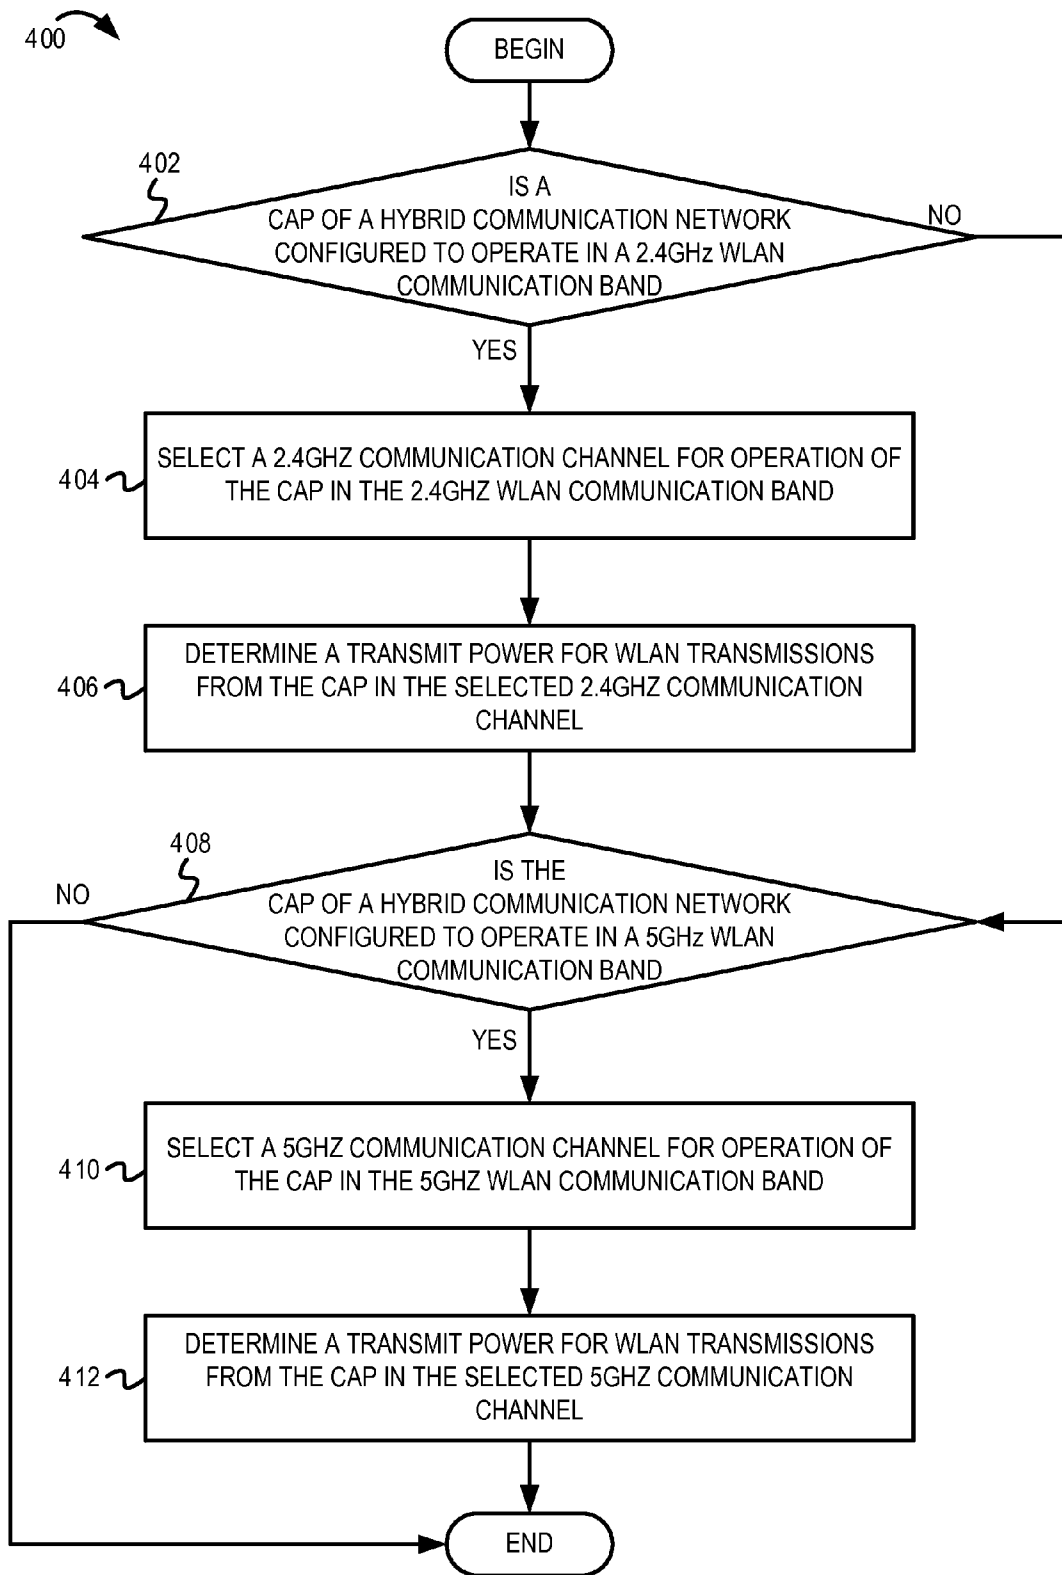 400
BEGIN
402
IS A
CAP OF A HYBRID COMMUNICATION NETWORK
CONFIGURED TO OPERATE IN A 2.4GHz WLAN
COMMUNICATION BAND
NO
YES
404
SELECT A 2.4GHZ COMMUNICATION CHANNEL FOR OPERATION OF
THE CAP IN THE 2.4GHZ WLAN COMMUNICATION BAND
406
DETERMINE A TRANSMIT POWER FOR WLAN TRANSMISSIONS
FROM THE CAP IN THE SELECTED 2.4GHZ COMMUNICATION
CHANNEL
408
NO
IS THE
CAP OF A HYBRID COMMUNICATION NETWORK
CONFIGURED TO OPERATE IN A 5GHz WLAN
COMMUNICATION BAND
YES
410
SELECT A 5GHZ COMMUNICATION CHANNEL FOR OPERATION OF
THE CAP IN THE 5GHZ WLAN COMMUNICATION BAND
412
DETERMINE A TRANSMIT POWER FOR WLAN TRANSMISSIONS
FROM THE CAP IN THE SELECTED 5GHZ COMMUNICATION
CHANNEL
END